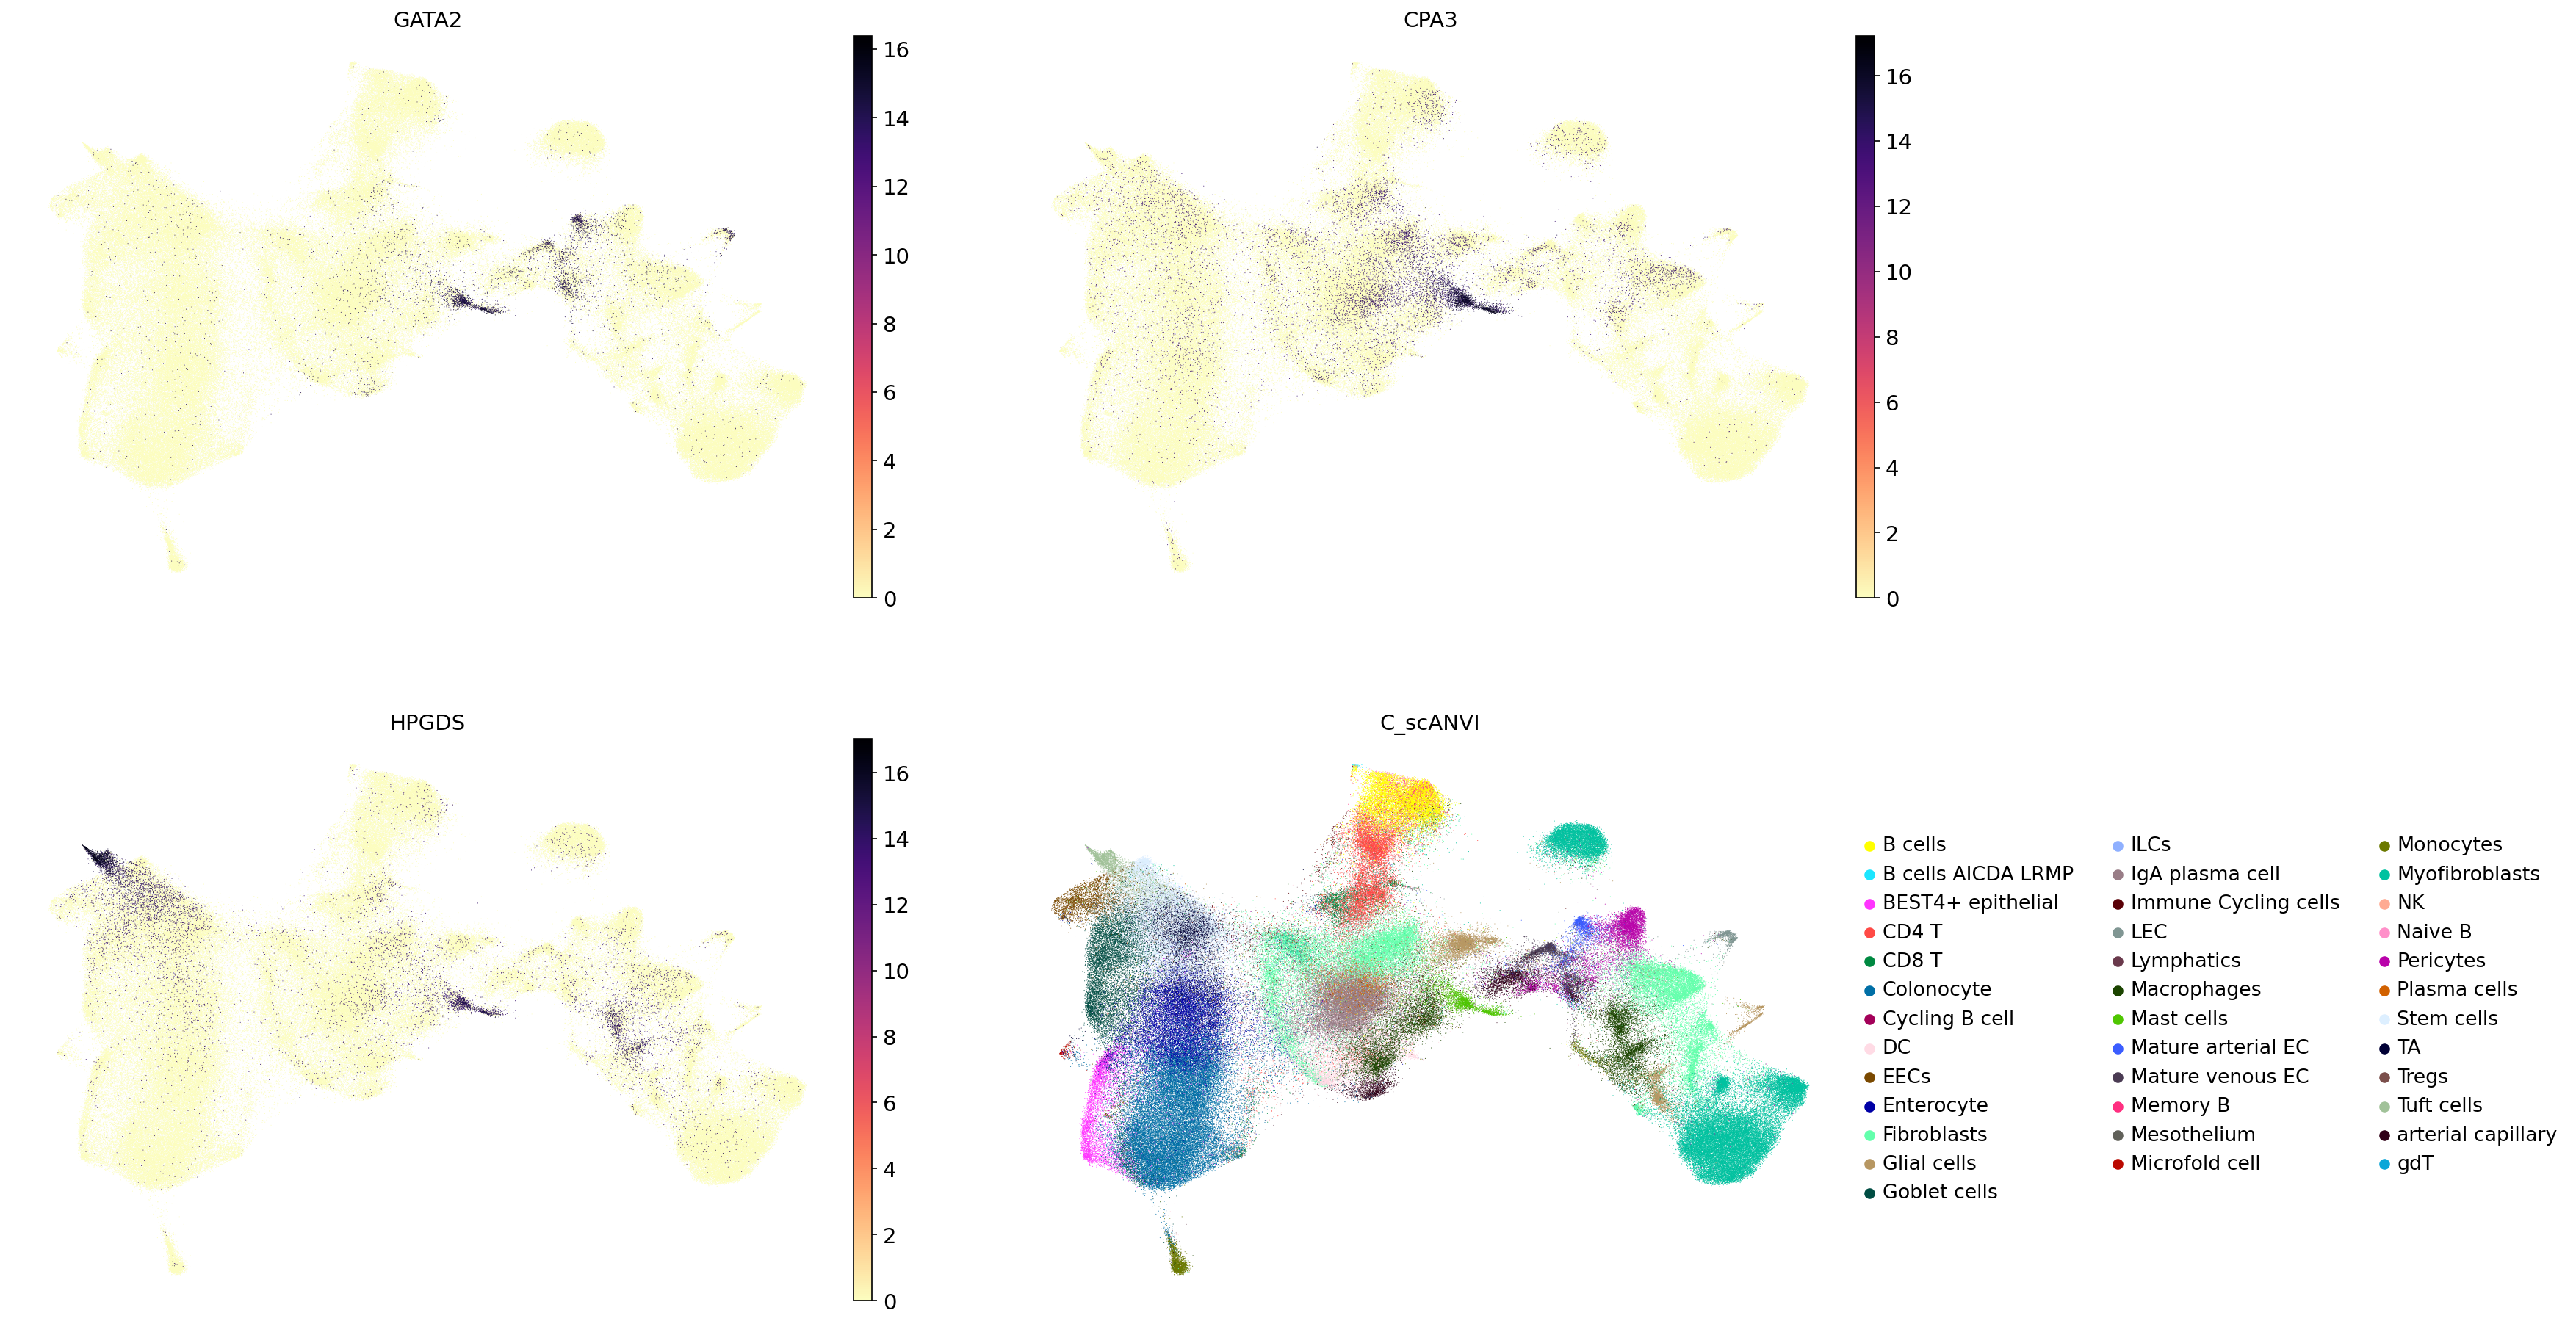 GATA2
16
14
12
10
8
6
4
2
0
CPA3
16
14
12
10
8
6
4
2
0
HPGDS
16
14
12
10
8
6
4
2
0
C_scANVI
B cells
B cells AICDA LRMP
BEST4+ epithelial
CD4 T
CD8 T
Colonocyte
Cycling B cell
DC
EECs
Enterocyte
Fibroblasts
Glial cells
Goblet cells
ILCs
IgA plasma cell
Immune Cycling cells
LEC
Lymphatics
Macrophages
Mast cells
Mature arterial EC
Mature venous EC
Memory B
Mesothelium
Microfold cell
Monocytes
Myofibroblasts
NK
Naive B
Pericytes
Plasma cells
Stem cells
TA
Tregs
Tuft cells
arterial capillary
gdT